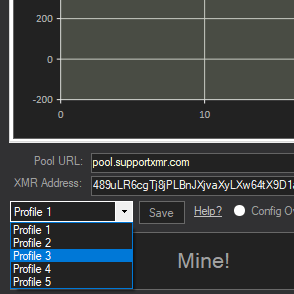 200
0
-200
0 10
Pool URL: pool.supportxmr.com
XMR Address: 489uLR6cgTj8jPLBnJXjvaXyLXw64tX9D1
Profile 1 Save Help? Config Ov
Profile 1
Profile 2
Profile 3
Profile 4
Profile 5
Mine!